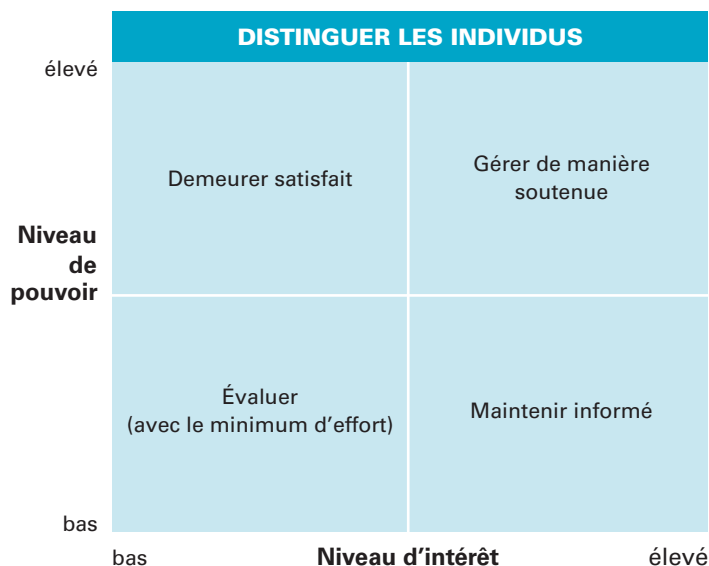 DISTINGUER LES INDIVIDUS
élevé
Demeurer satisfait
Gérer de manière
soutenue
Niveau
de
pouvoir
Évaluer
(avec le minimum d’effort)
Maintenir informé
bas
bas
Niveau d’intérêt
élevé